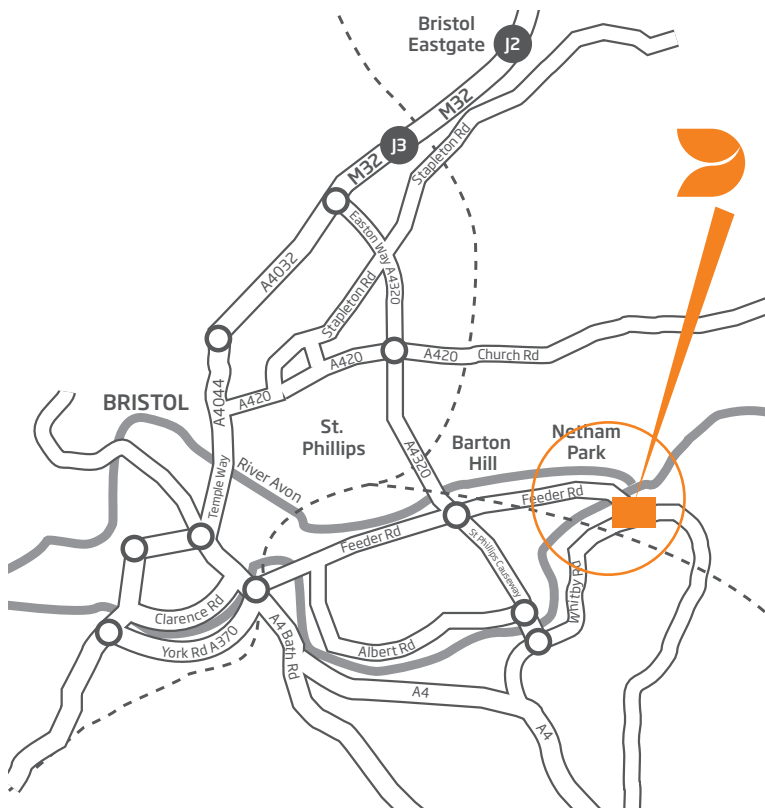 Bristol
Eastgate
J2
M32
J3
M32
Stapleton Rd
Easton Way A4320
A4032
Stapleton Rd
A420
A420 Church Rd
A4044
A420
BRISTOL
St.
Phillips
A4320
Barton
Hill
Netham
Park
River Avon
Temple Way
Feeder Rd
Feeder Rd
St Phillips Causeway
Whitby Rd
Clarence Rd
York Rd A370
A4 Bath Rd
Albert Rd
A4
A4